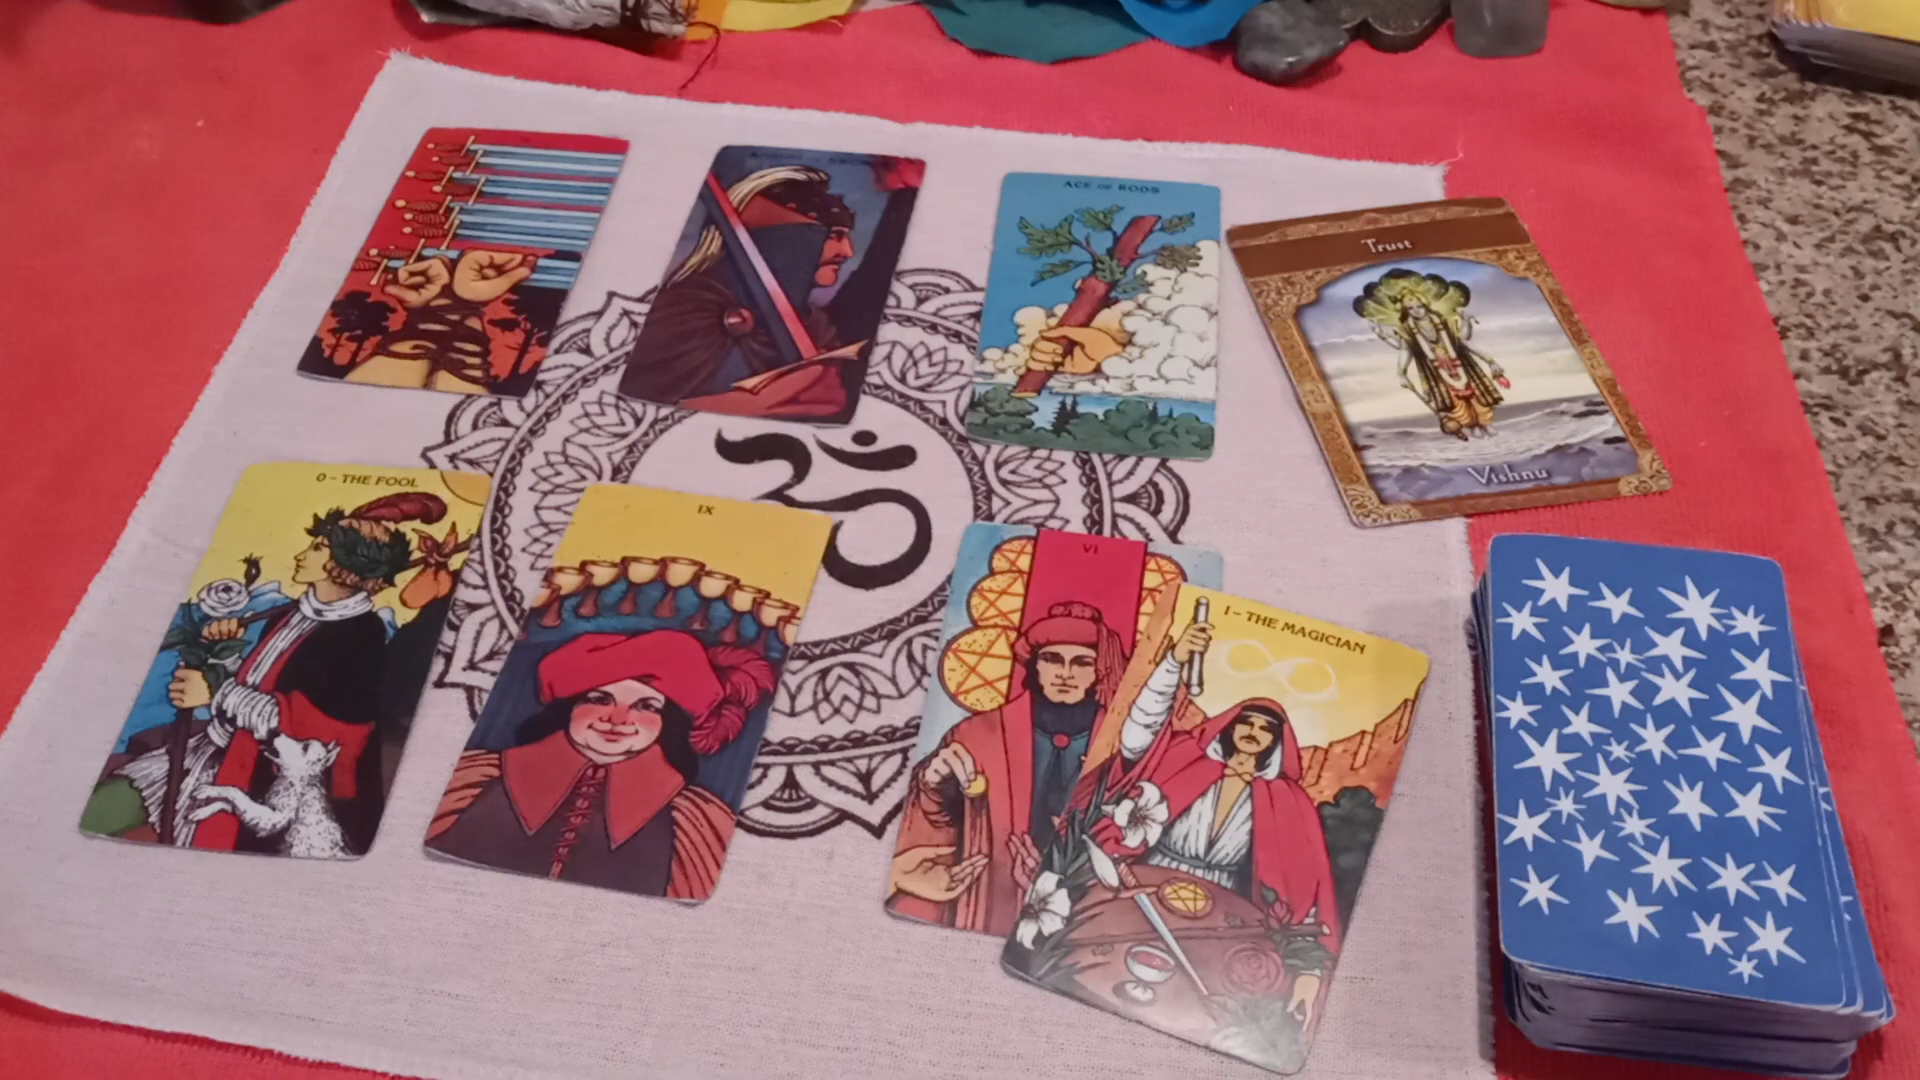 ACE OF RODS
Trust
Vishnu
0 – THE FOOL
IX
VI
I – THE MAGICIAN
ॐ